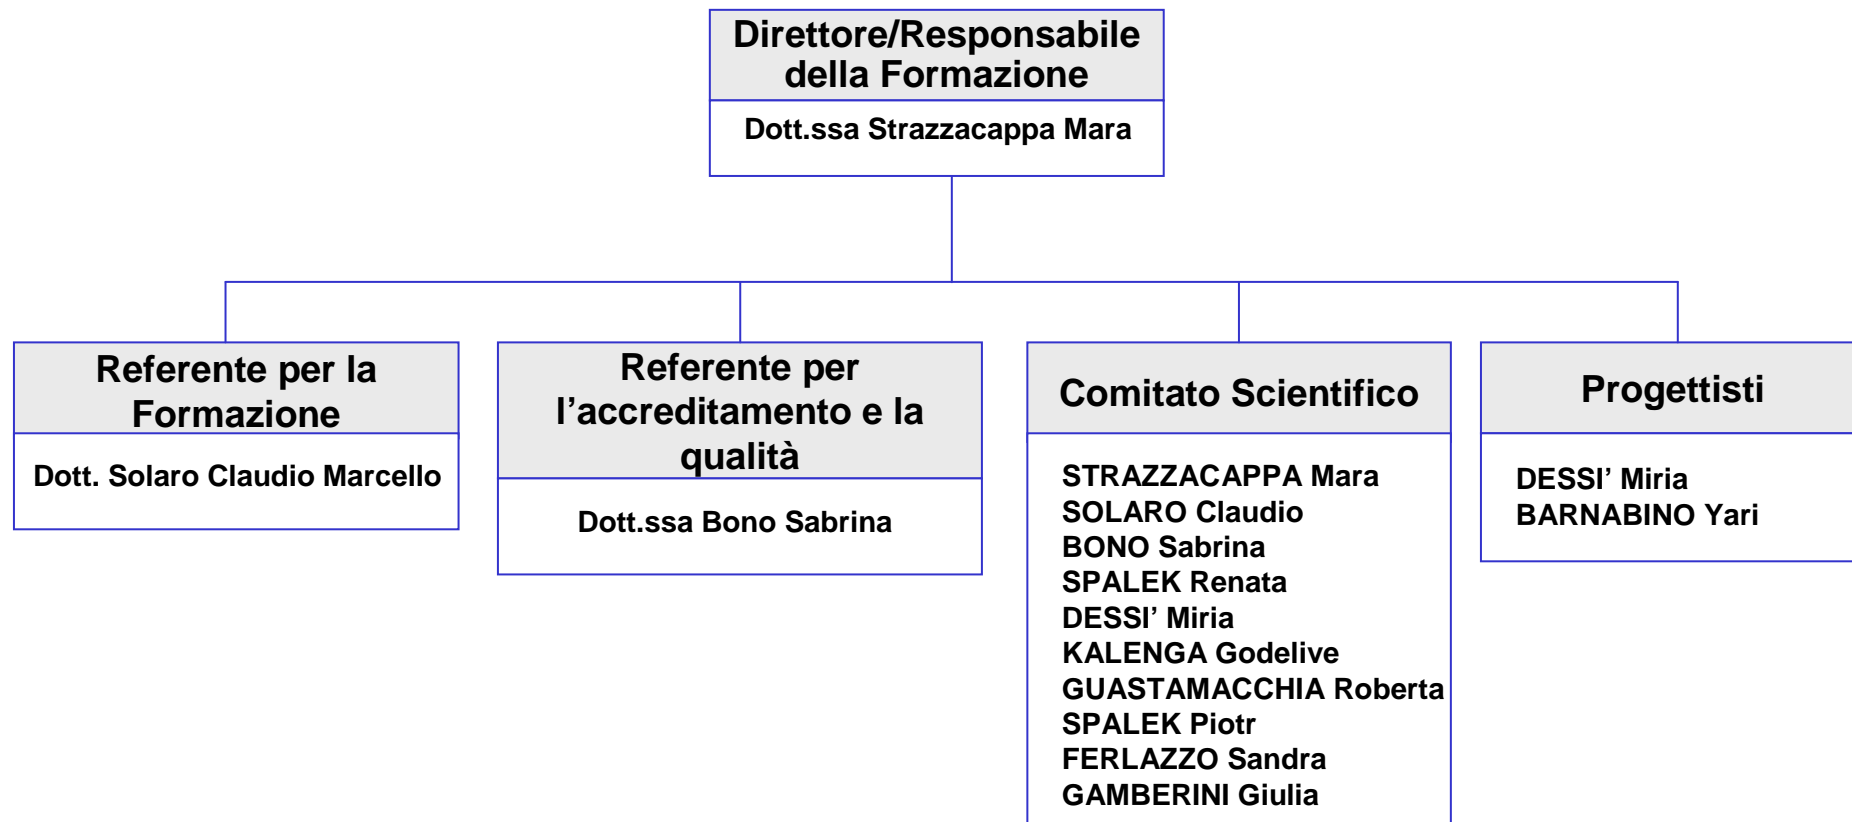 Direttore/Responsabile
della Formazione
Dott.ssa Strazzacappa Mara
Referente per la
Formazione
Dott. Solaro Claudio Marcello
Referente per
l’accreditamento e la
qualità
Dott.ssa Bono Sabrina
Comitato Scientifico
STRAZZACAPPA Mara
SOLARO Claudio
BONO Sabrina
SPALEK Renata
DESSI’ Miria
KALENGA Godelive
GUASTAMACCHIA Roberta
SPALEK Piotr
FERLAZZO Sandra
GAMBERINI Giulia
Progettisti
DESSI’ Miria
BARNABINO Yari